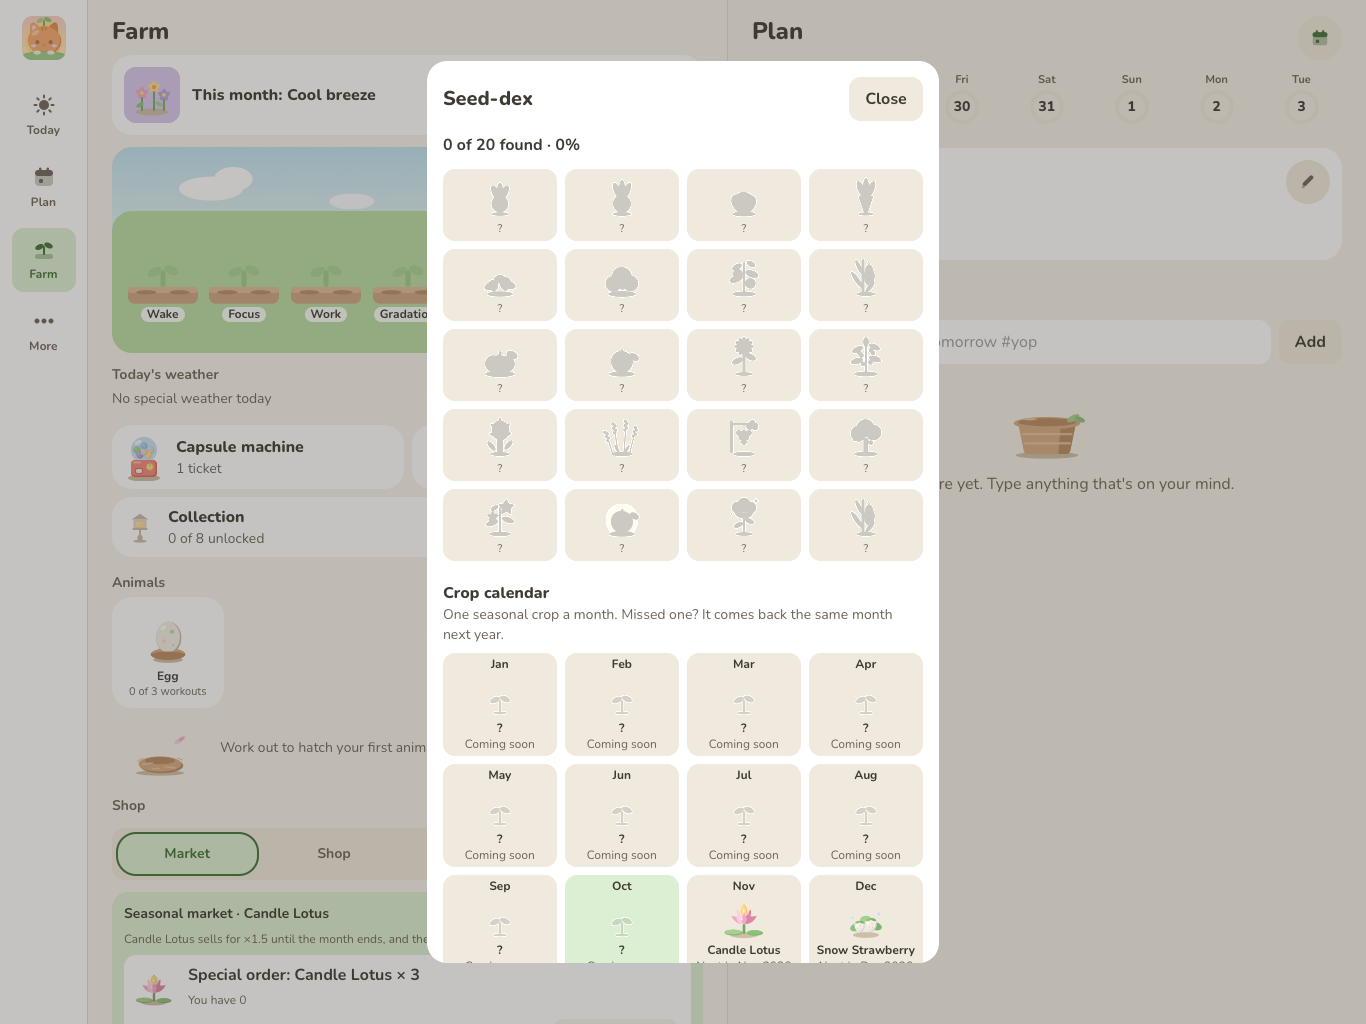 Farm
Plan
This month: Cool breeze
Today
Plan
Farm
More
Wake
Focus
Work
Today's weather
No special weather today
Capsule machine
1 ticket
Collection
0 of 8 unlocked
Animals
Egg
0 of 3 workouts
Work out to hatch your first
Shop
Market
Shop
Seasonal market · Candle Lotus
Candle Lotus sells for ×1.5 until the month ends, and
Special order: Candle Lotus × 3
You have 0
Seed-dex
Close
0 of 20 found · 0%
? ? ? ?
? ? ? ?
? ? ? ?
? ? ? ?
? ? ? ?
Crop calendar
One seasonal crop a month. Missed one? It comes back the same month
next year.
Jan Feb Mar Apr
? ? ? ?
Coming soon Coming soon Coming soon Coming soon
May Jun Jul Aug
? ? ? ?
Coming soon Coming soon Coming soon Coming soon
Sep Oct Nov Dec
? ? Candle Lotus Snow Strawberry
Fri Sat Sun Mon Tue
30 31 1 2 3
#yop
Add
yet. Type anything that's on your mind.